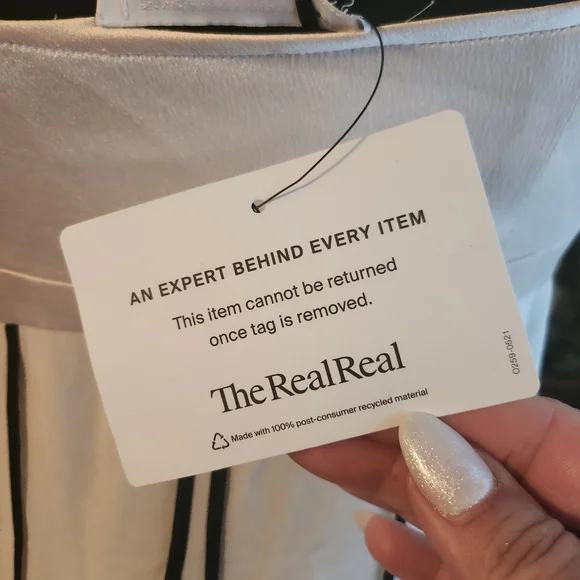 AN EXPERT BEHIND EVERY ITEM
This item cannot be returned
once tag is removed.
TheRealReal
Made with 100% post-consumer recycled material
O259-0521